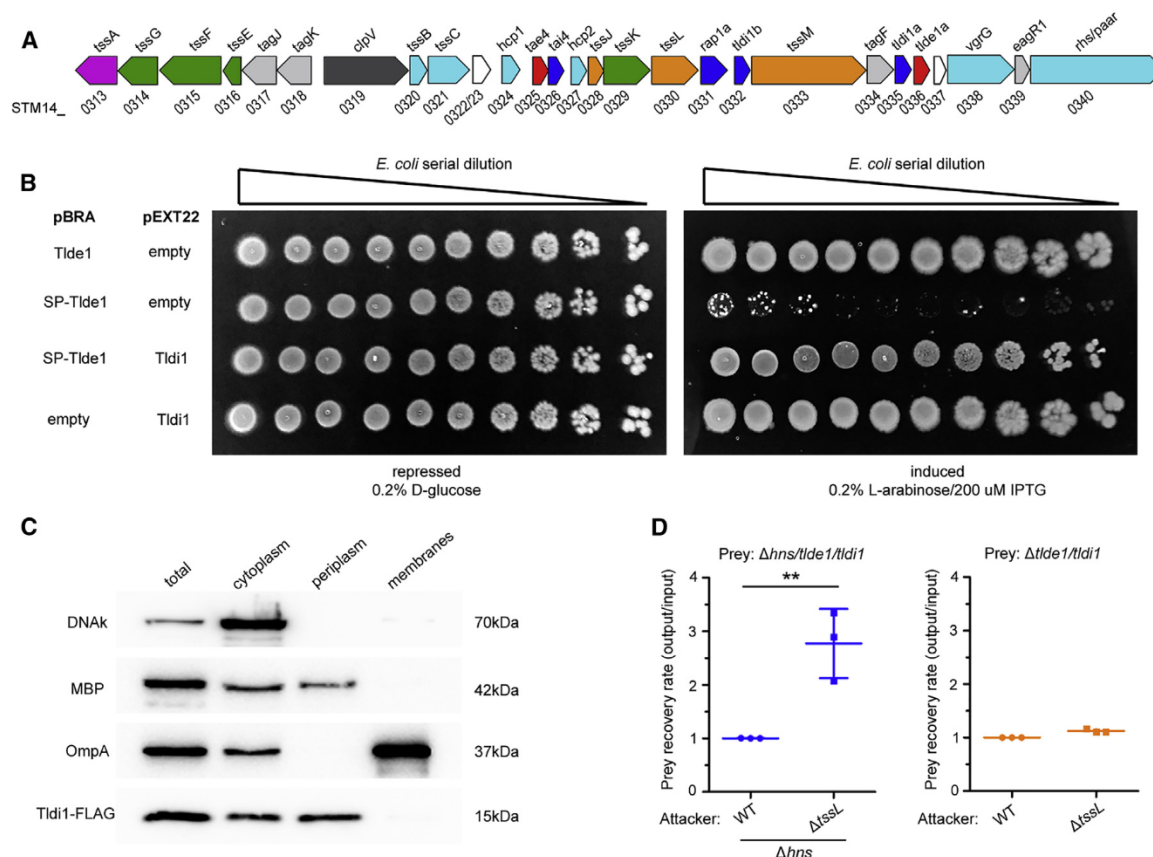 A
tssA tssG tssF tssE tagJ tagK clpV tssB tssC hcp1 tae4 tai4 hcp2 tssJ tssK tssL rap1a tldi1b tssM tagF tldi1a tlde1a vgrG eagR1 rhs/paar
STM14_ 0313 0314 0315 0316 0317 0318 0319 0320 0321 0322/23 0324 0325 0326 0327 0328 0329 0330 0331 0332 0333 0334 0335 0336 0337 0338 0339 0340
B
E. coli serial dilution
E. coli serial dilution
pBRA pEXT22
Tlde1 empty
SP-Tlde1 empty
SP-Tlde1 Tldi1
empty Tldi1
repressed
0.2% D-glucose
induced
0.2% L-arabinose/200 uM IPTG
C
total cytoplasm periplasm membranes
DNAk 70kDa
MBP 42kDa
OmpA 37kDa
Tldi1-FLAG 15kDa
D
Prey: Δhns/tlde1/tldi1
**
Prey recovery rate (output/input)
4
3
2
1
0
Attacker: WT ΔtssL
Δhns
Prey: Δtlde1/tldi1
Prey recovery rate (output/input)
4
3
2
1
0
Attacker: WT ΔtssL